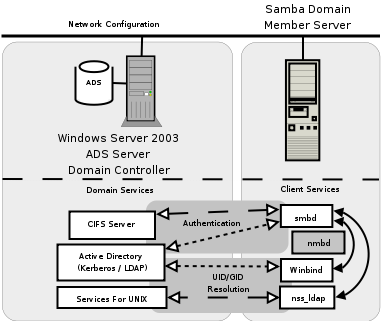 Network Configuration
Samba Domain
Member Server
ADS
Windows Server 2003
ADS Server
Domain Controller
Domain Services
Client Services
CIFS Server
Authentication
smbd
nmbd
Active Directory
(Kerberos / LDAP)
UID/GID
Resolution
Winbind
Services For UNIX
nss_ldap